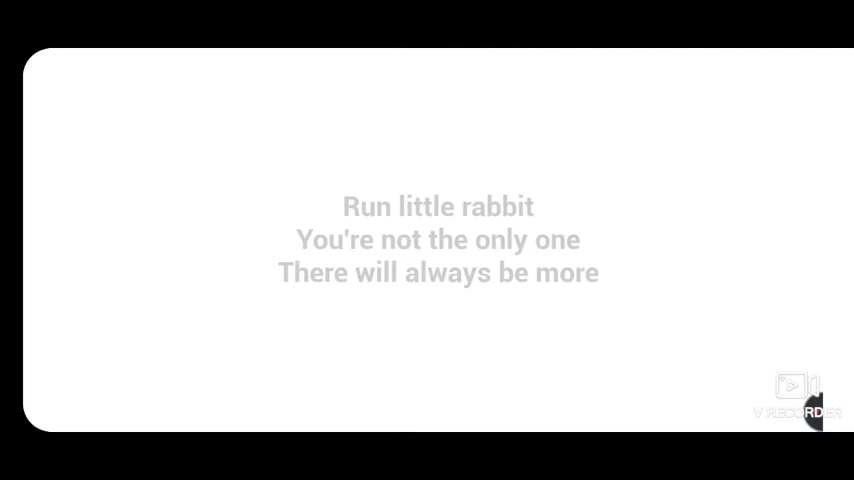 Run little rabbit
You're not the only one
There will always be more
V RECORDER